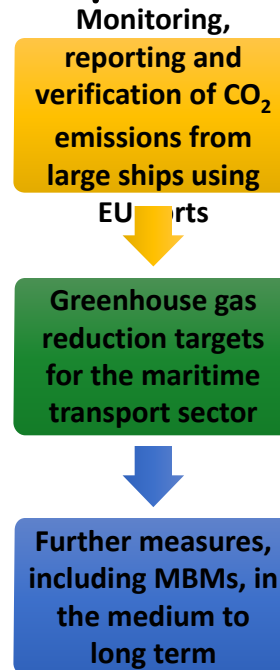 Monitoring,
reporting and
verification of CO₂
emissions from
large ships using
EU rts
Greenhouse gas
reduction targets
for the maritime
transport sector
Further measures,
including MBMs, in
the medium to
long term